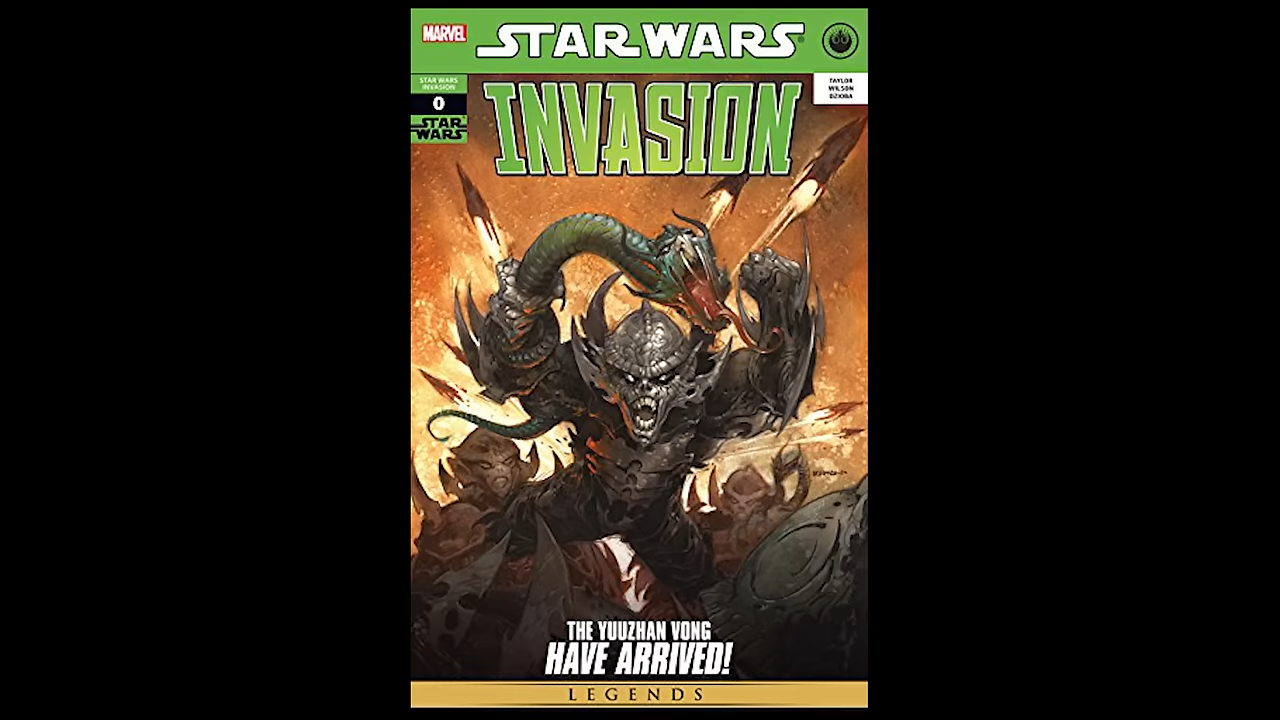 MARVEL
STAR WARS
STAR WARS
INVASION
0
STAR
WARS
TAYLOR
WILSON
DZIOBA
INVASION
THE YUUZHAN VONG
HAVE ARRIVED!
LEGENDS